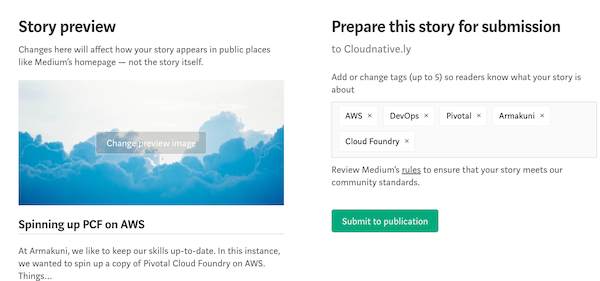 Story preview
Changes here will affect how your story appears in public places
like Medium's homepage — not the story itself.
Change preview image
Spinning up PCF on AWS
At Armakuni, we like to keep our skills up-to-date. In this instance,
we wanted to spin up a copy of Pivotal Cloud Foundry on AWS.
Things...
Prepare this story for submission
to Cloudnative.ly
Add or change tags (up to 5) so readers know what your story is
about
AWS × DevOps × Pivotal × Armakuni ×
Cloud Foundry ×
Review Medium's rules to ensure that your story meets our
community standards.
Submit to publication